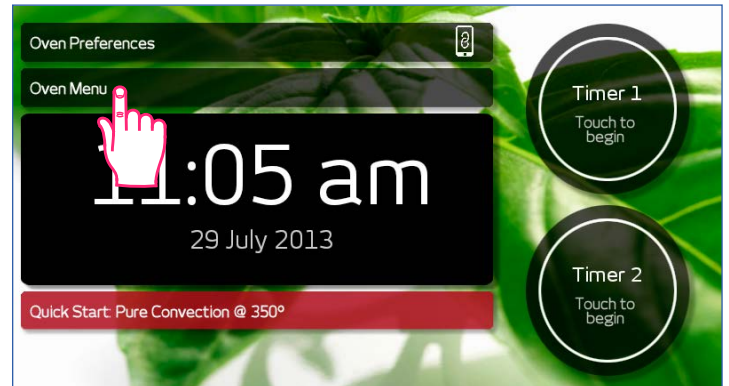 Oven Preferences
Oven Menu
11:05 am
29 July 2013
Quick Start: Pure Convection @ 350°
Timer 1
Touch to
begin
Timer 2
Touch to
begin